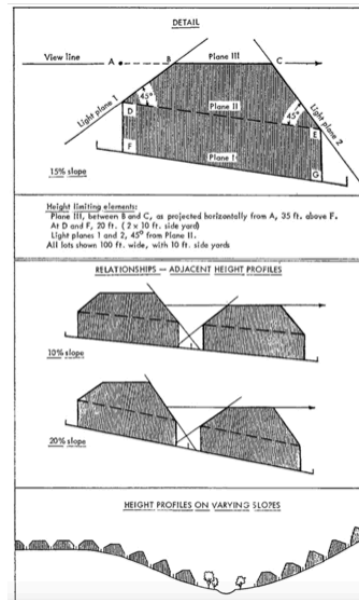 DETAIL
View line A B Plane III C
Light plane 1
45°
D Plane II 45° E
Light plane 2
F Plane I G
15% slope
Height limiting elements:
Plane III, between B and C, as projected horizontally from A, 35 ft. above F.
At D and F, 20 ft. (2 x 10 ft. side yard)
Light planes 1 and 2, 45° from Plane II.
All lots shown 100 ft. wide, with 10 ft. side yards
RELATIONSHIPS — ADJACENT HEIGHT PROFILES
10% slope
20% slope
HEIGHT PROFILES ON VARYING SLOPES